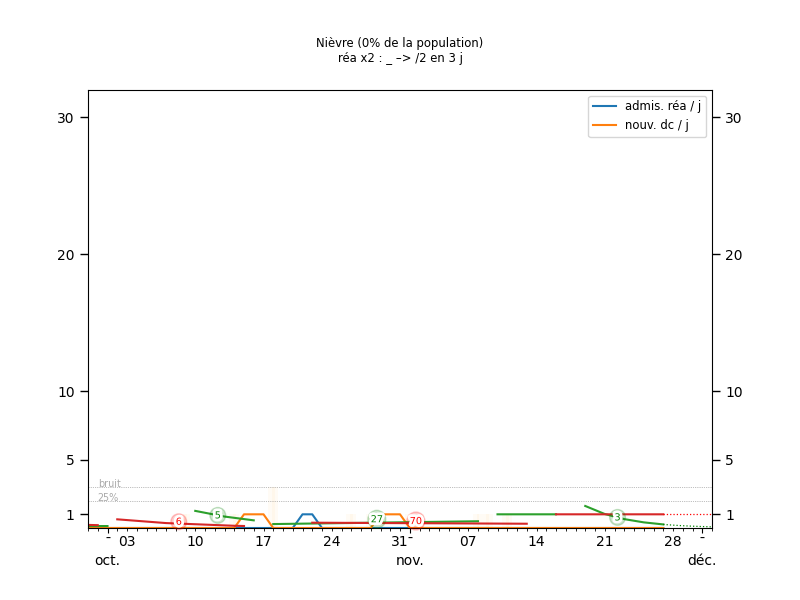 Nièvre (0% de la population)
réa x2 : _ –> /2 en 3 j
admis. réa / j
nouv. dc / j
30
30
20
20
10
10
5
5
bruit
25%
1
1
6
5
27
70
3
- 03 10 17 24 31- 07 14 21 28 -
oct. nov. déc.